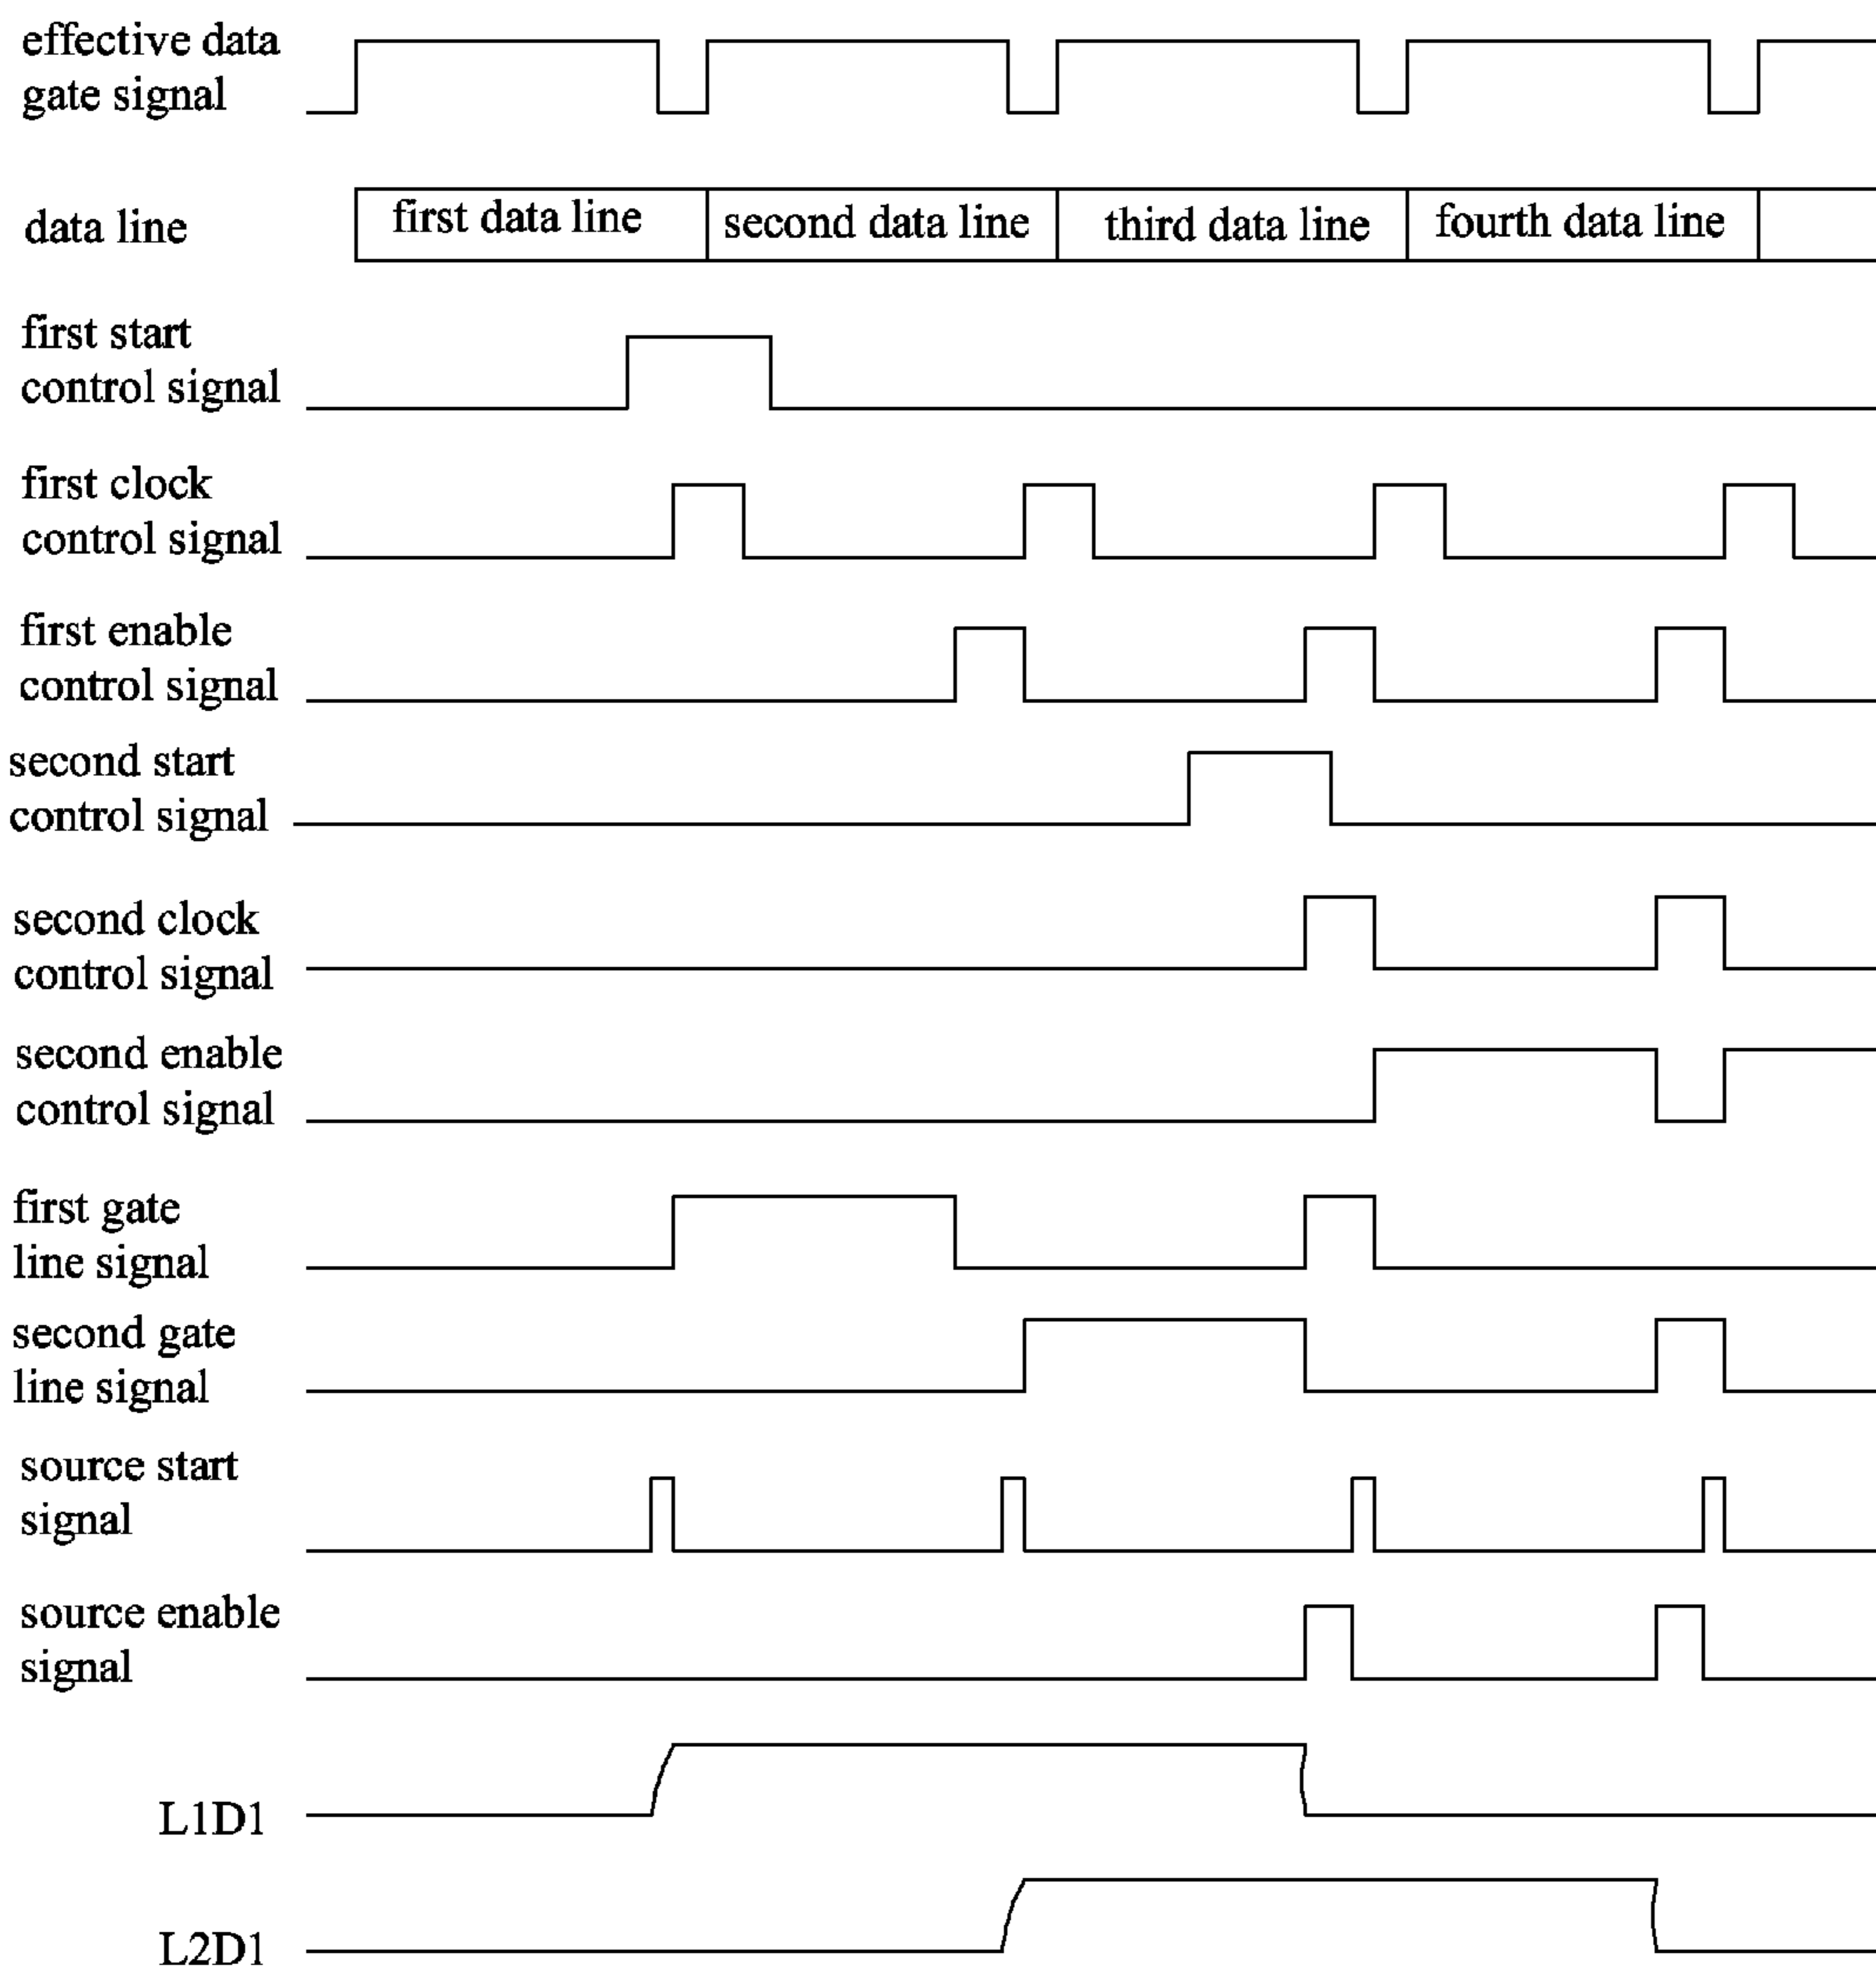 effective data
gate signal
data line
first data line
second data line
third data line
fourth data line
first start
control signal
first clock
control signal
first enable
control signal
second start
control signal
second clock
control signal
second enable
control signal
first gate
line signal
second gate
line signal
source start
signal
source enable
signal
L1D1
L2D1